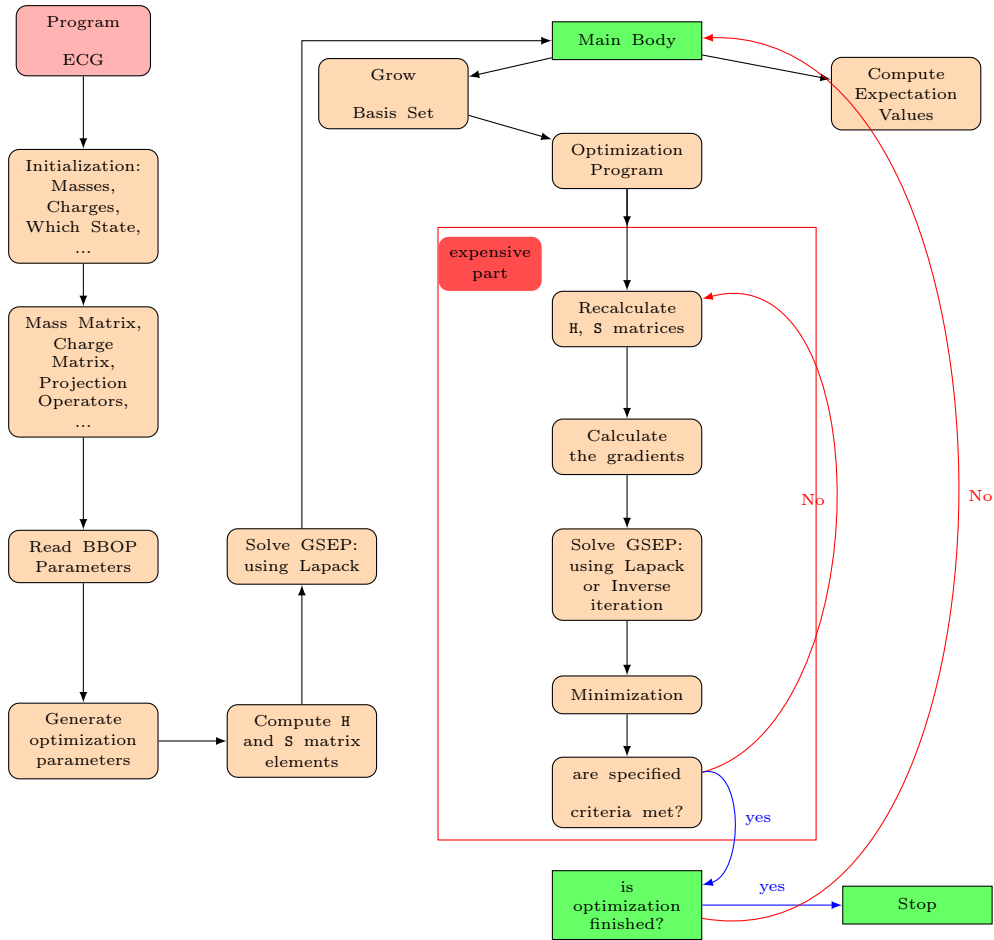 Program
ECG
Initialization:
Masses,
Charges,
Which State,
...
Mass Matrix,
Charge
Matrix,
Projection
Operators,
...
Read BBOP
Parameters
Generate
optimization
parameters
Compute H
and S matrix
elements
Solve GSEP:
using Lapack
Main Body
Grow
Basis Set
Compute
Expectation
Values
Optimization
Program
expensive
part
Recalculate
H, S matrices
Calculate
the gradients
Solve GSEP:
using Lapack
or Inverse
iteration
Minimization
are specified
criteria met?
No
No
yes
is
optimization
finished?
yes
Stop